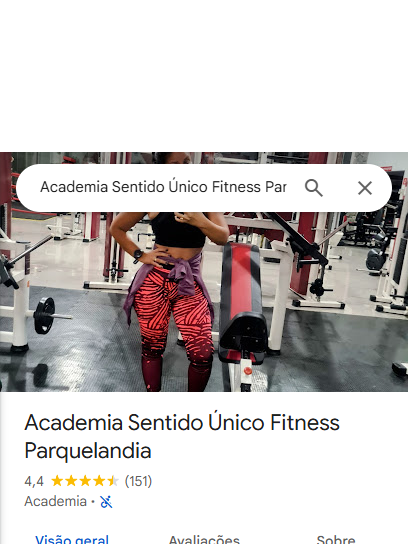 Academia Sentido Único Fitness Par
Academia Sentido Único Fitness
Parquelandia
4,4 (151)
Academia ·
Visão geral Avaliações Sobre